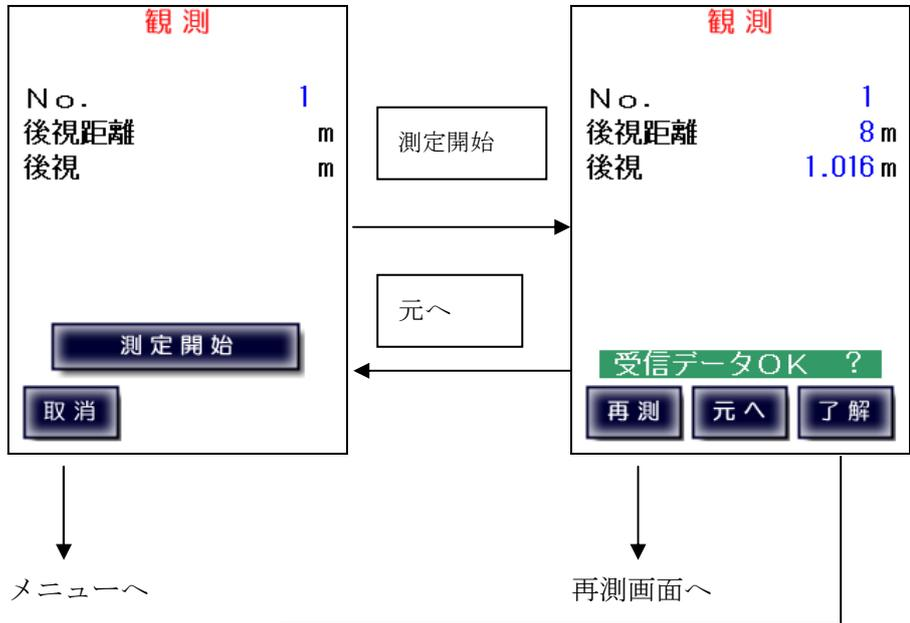 観測
No. 1
後視距離 m
後視 m
測定開始
取消
測定開始
元へ
観測
No. 1
後視距離 8m
後視 1.016m
受信データOK ?
再測 元へ 了解
メニューへ
再測画面へ